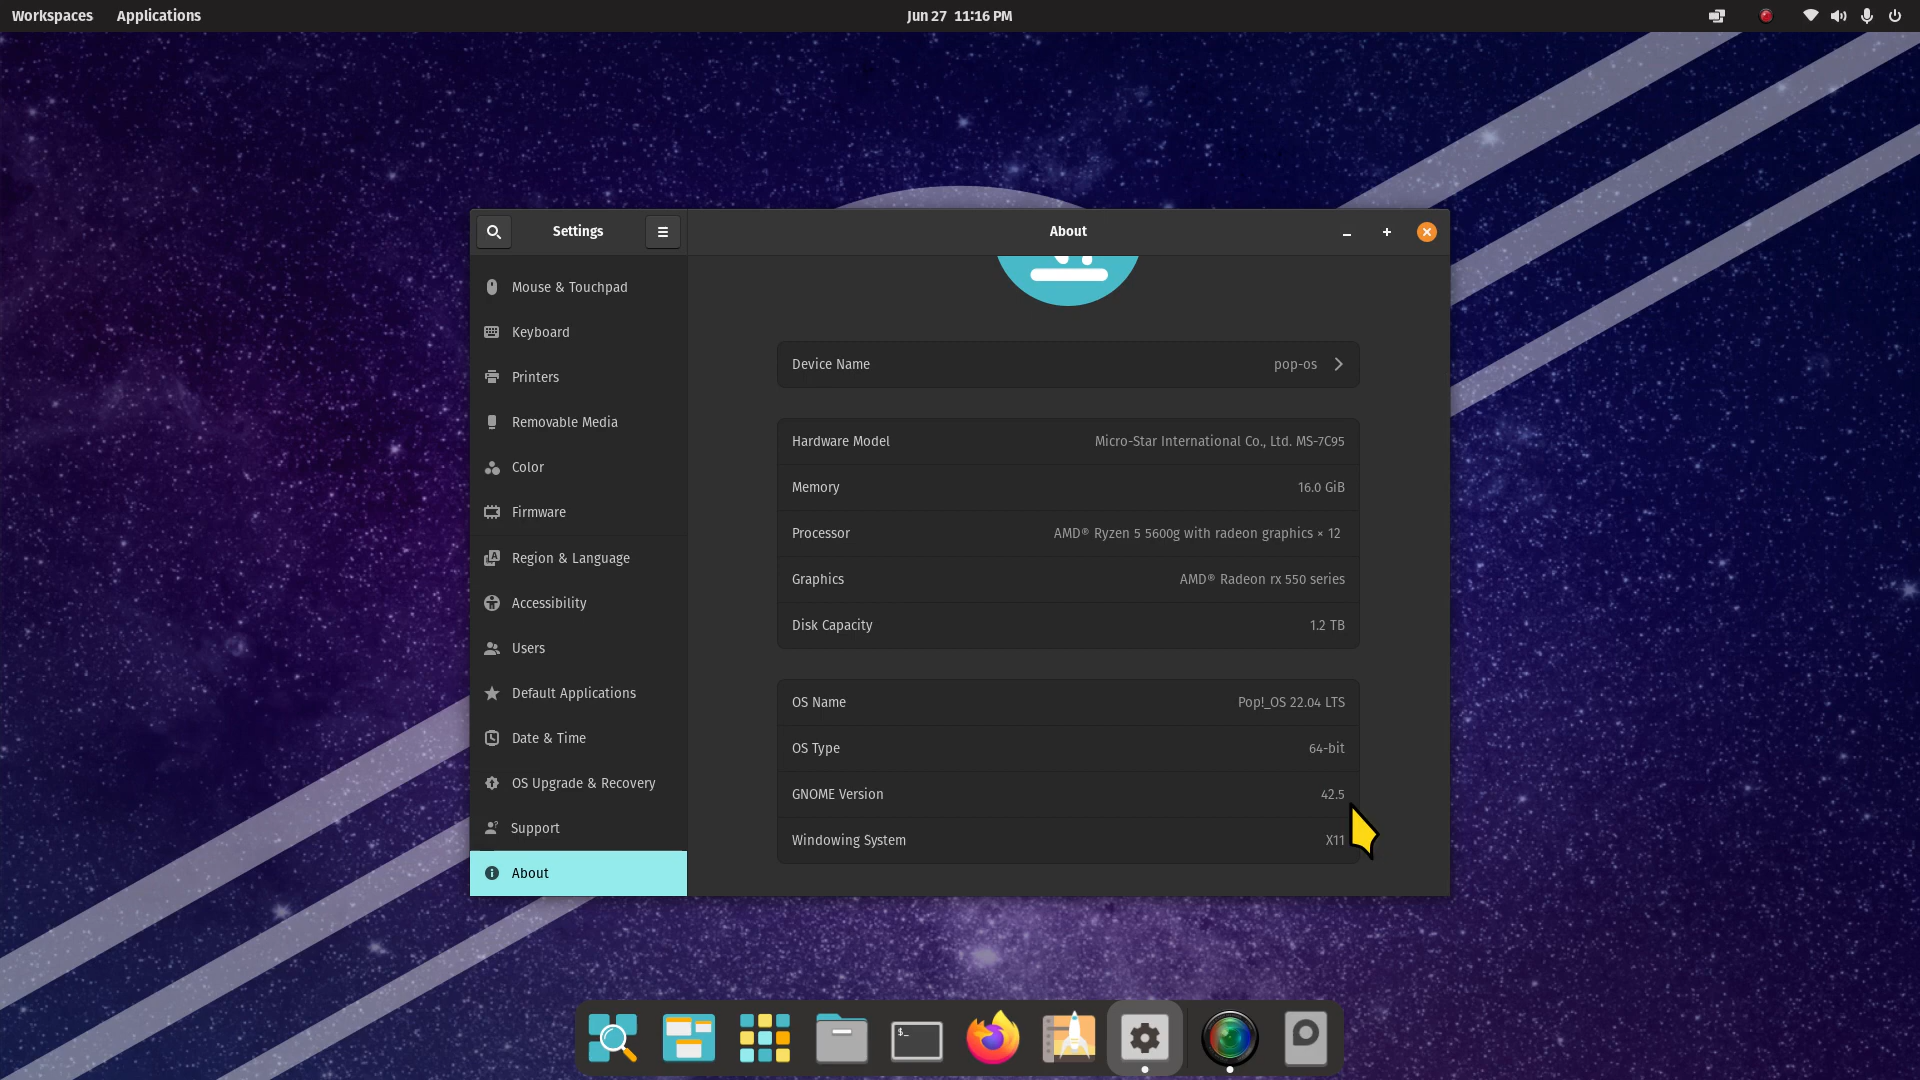 Workspaces Applications Jun 27 11:16 PM
Settings
About
Mouse & Touchpad
Keyboard
Printers
Removable Media
Color
Firmware
Region & Language
Accessibility
Users
Default Applications
Date & Time
OS Upgrade & Recovery
Support
About
Device Name pop-os
Hardware Model Micro-Star International Co., Ltd. MS-7C95
Memory 16.0 GiB
Processor AMD® Ryzen 5 5600g with radeon graphics × 12
Graphics AMD® Radeon rx 550 series
Disk Capacity 1.2 TB
OS Name Pop!_OS 22.04 LTS
OS Type 64-bit
GNOME Version 42.5
Windowing System X11
$_